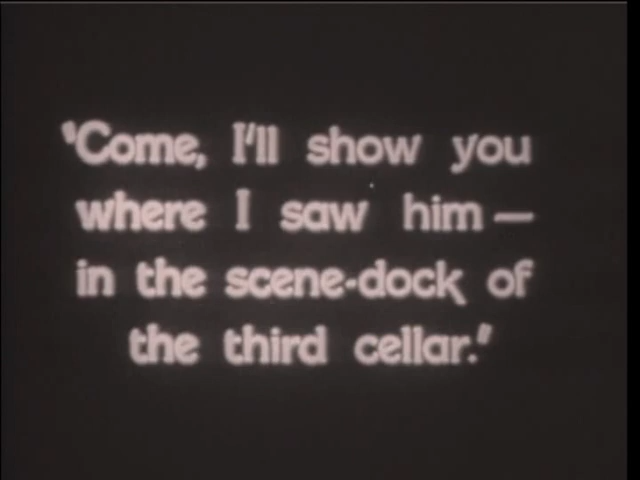 "Come, I'll show you
where I saw him —
in the scene-dock of
the third cellar."